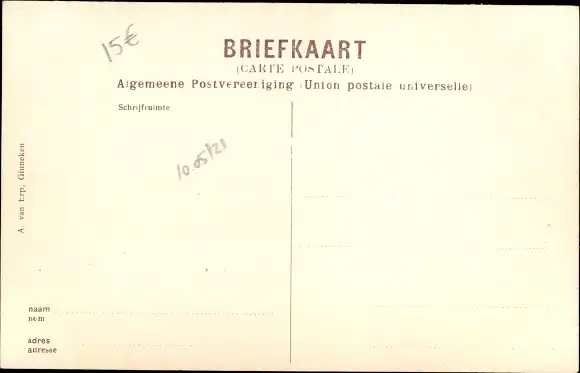 15€
BRIEFKAART
(CARTE POSTALE)
Algemeene Postvereeniging (Union postale universelle)
Schrijfruimte
10.05/21
A. van Erp, Ginneken
naam
nom
adres
adresse